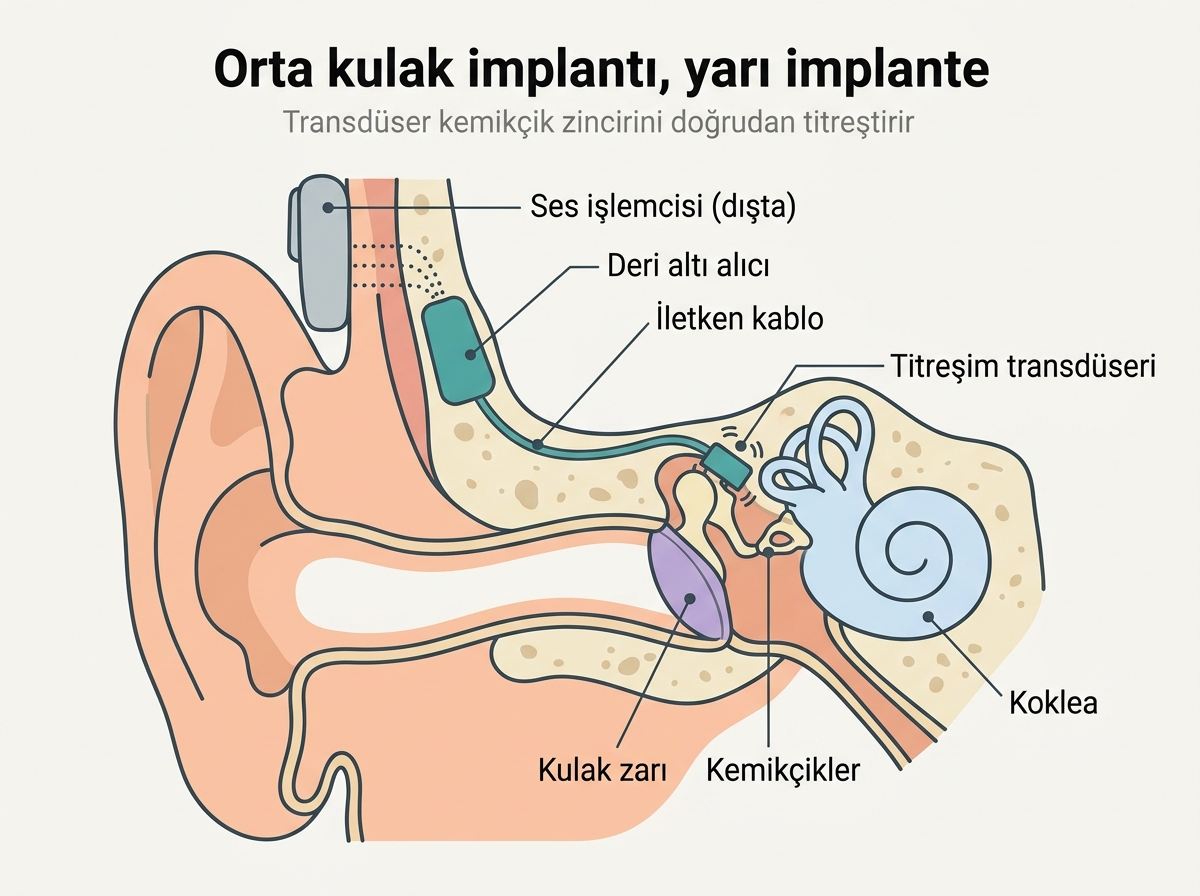 Orta kulak implantı, yarı implante
Transdüser kemikçik zincirini doğrudan titreştirir
Ses işlemcisi (dışta)
Deri altı alıcı
İletken kablo
Titreşim transdüseri
Koklea
Kulak zarı
Kemikçikler